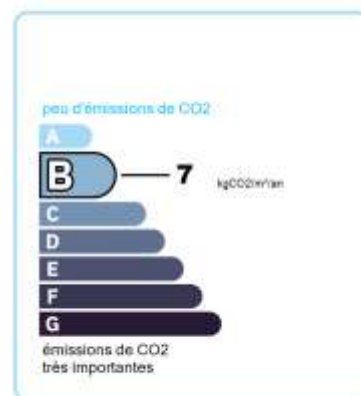 peu d'émissions de CO2
A
B
7
kgCO2/m²/an
C
D
E
F
G
émissions de CO2
très importantes